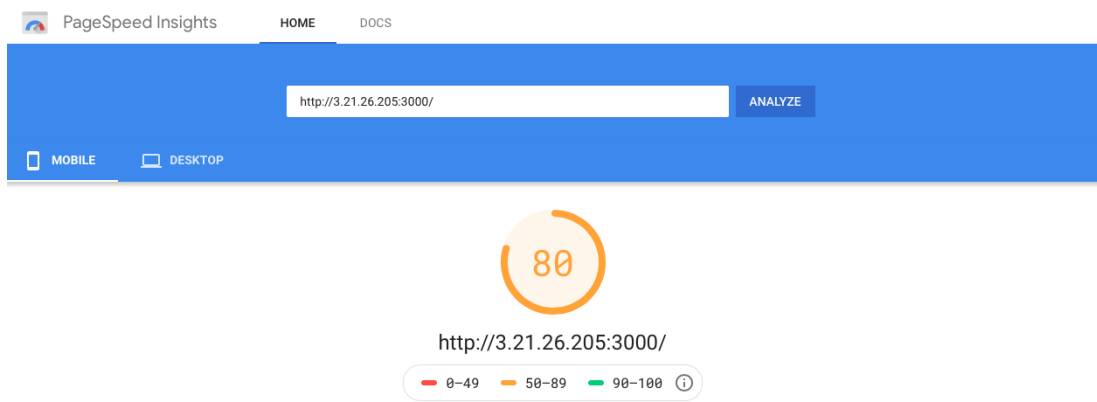 PageSpeed Insights HOME DOCS
http://3.21.26.205:3000/ ANALYZE
MOBILE DESKTOP
80
http://3.21.26.205:3000/
0–49 50–89 90–100